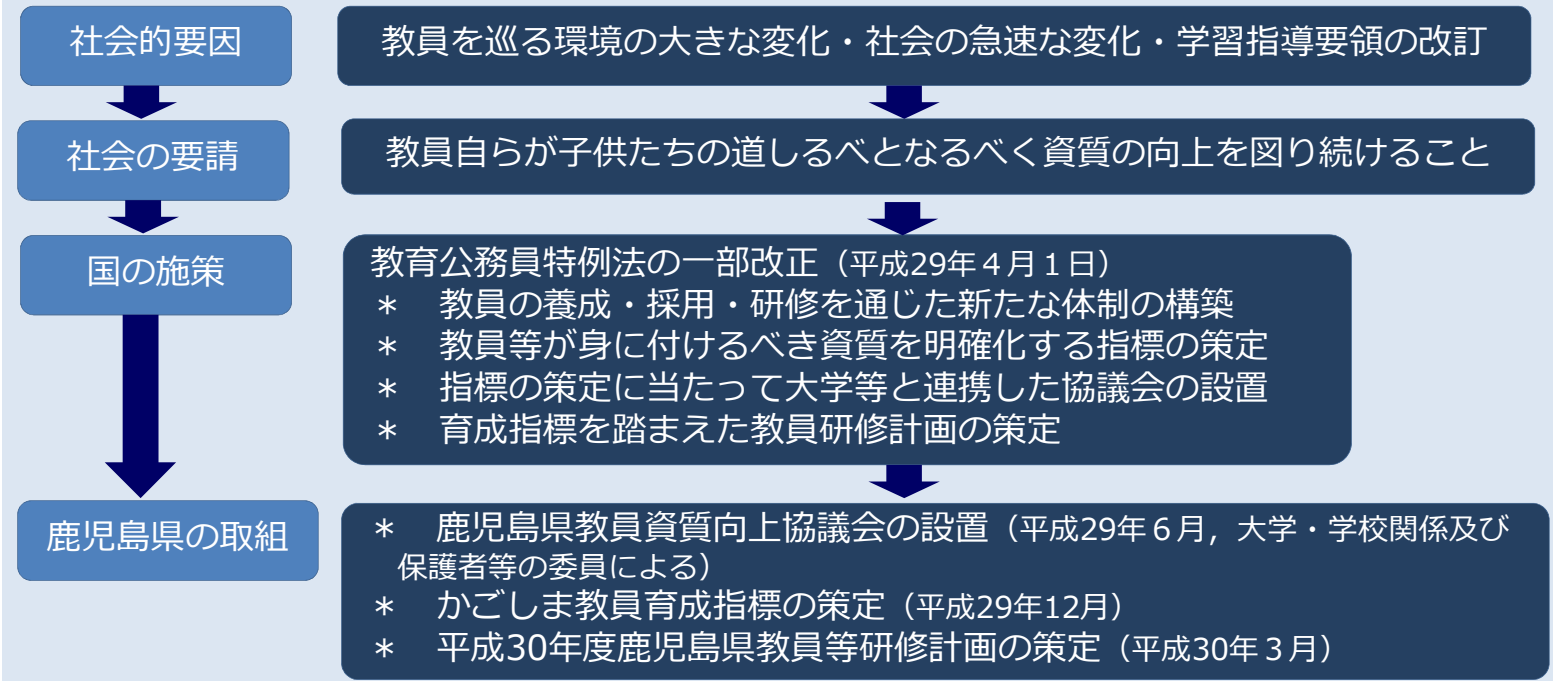 社会的要因
教員を巡る環境の大きな変化・社会の急速な変化・学習指導要領の改訂
社会の要請
教員自らが子供たちの道しるべとなるべく資質の向上を図り続けること
国の施策
教育公務員特例法の一部改正（平成29年４月１日）
＊　教員の養成・採用・研修を通じた新たな体制の構築
＊　教員等が身に付けるべき資質を明確化する指標の策定
＊　指標の策定に当たって大学等と連携した協議会の設置
＊　育成指標を踏まえた教員研修計画の策定
鹿児島県の取組
＊　鹿児島県教員資質向上協議会の設置（平成29年６月，大学・学校関係及び
保護者等の委員による）
＊　かごしま教員育成指標の策定（平成29年12月）
＊　平成30年度鹿児島県教員等研修計画の策定（平成30年３月）